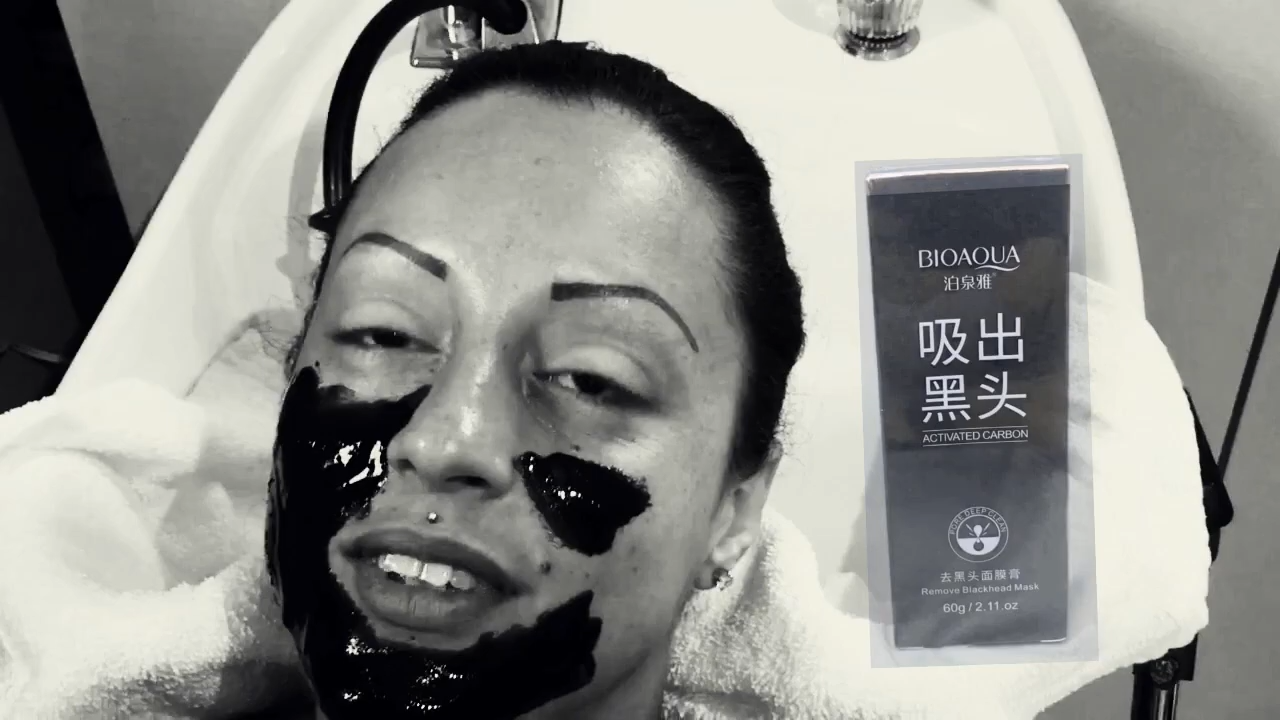 BIOAQUA
泊泉雅®
吸出
黑头
ACTIVATED CARBON
PORE DEEP CLEAN
去黑头面膜膏
Remove Blackhead Mask
60g / 2.11.oz